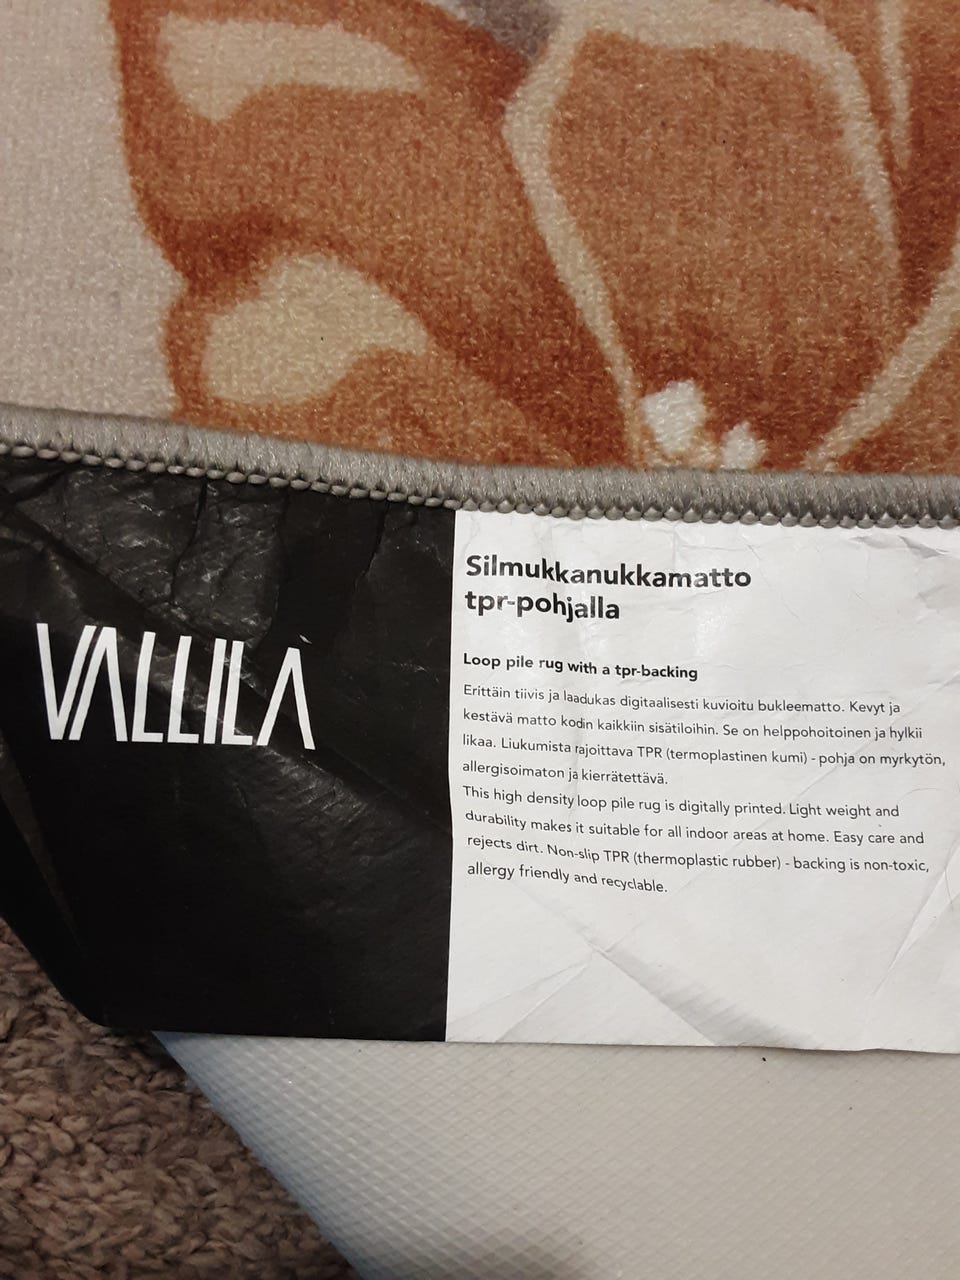 VALLILA
Silmukkanukkamatto
tpr-pohjalla
Loop pile rug with a tpr-backing
Erittäin tiivis ja laadukas digitaalisesti kuvioitu bukleematto. Kevyt ja
kestävä matto kodin kaikkiin sisätiloihin. Se on helppohoitoinen ja hylkii
likaa. Liukumista rajoittava TPR (termoplastinen kumi) - pohja on myrkytön,
allergisoimaton ja kierrätettävä.
This high density loop pile rug is digitally printed. Light weight and
durability makes it suitable for all indoor areas at home. Easy care and
rejects dirt. Non-slip TPR (thermoplastic rubber) - backing is non-toxic,
allergy friendly and recyclable.